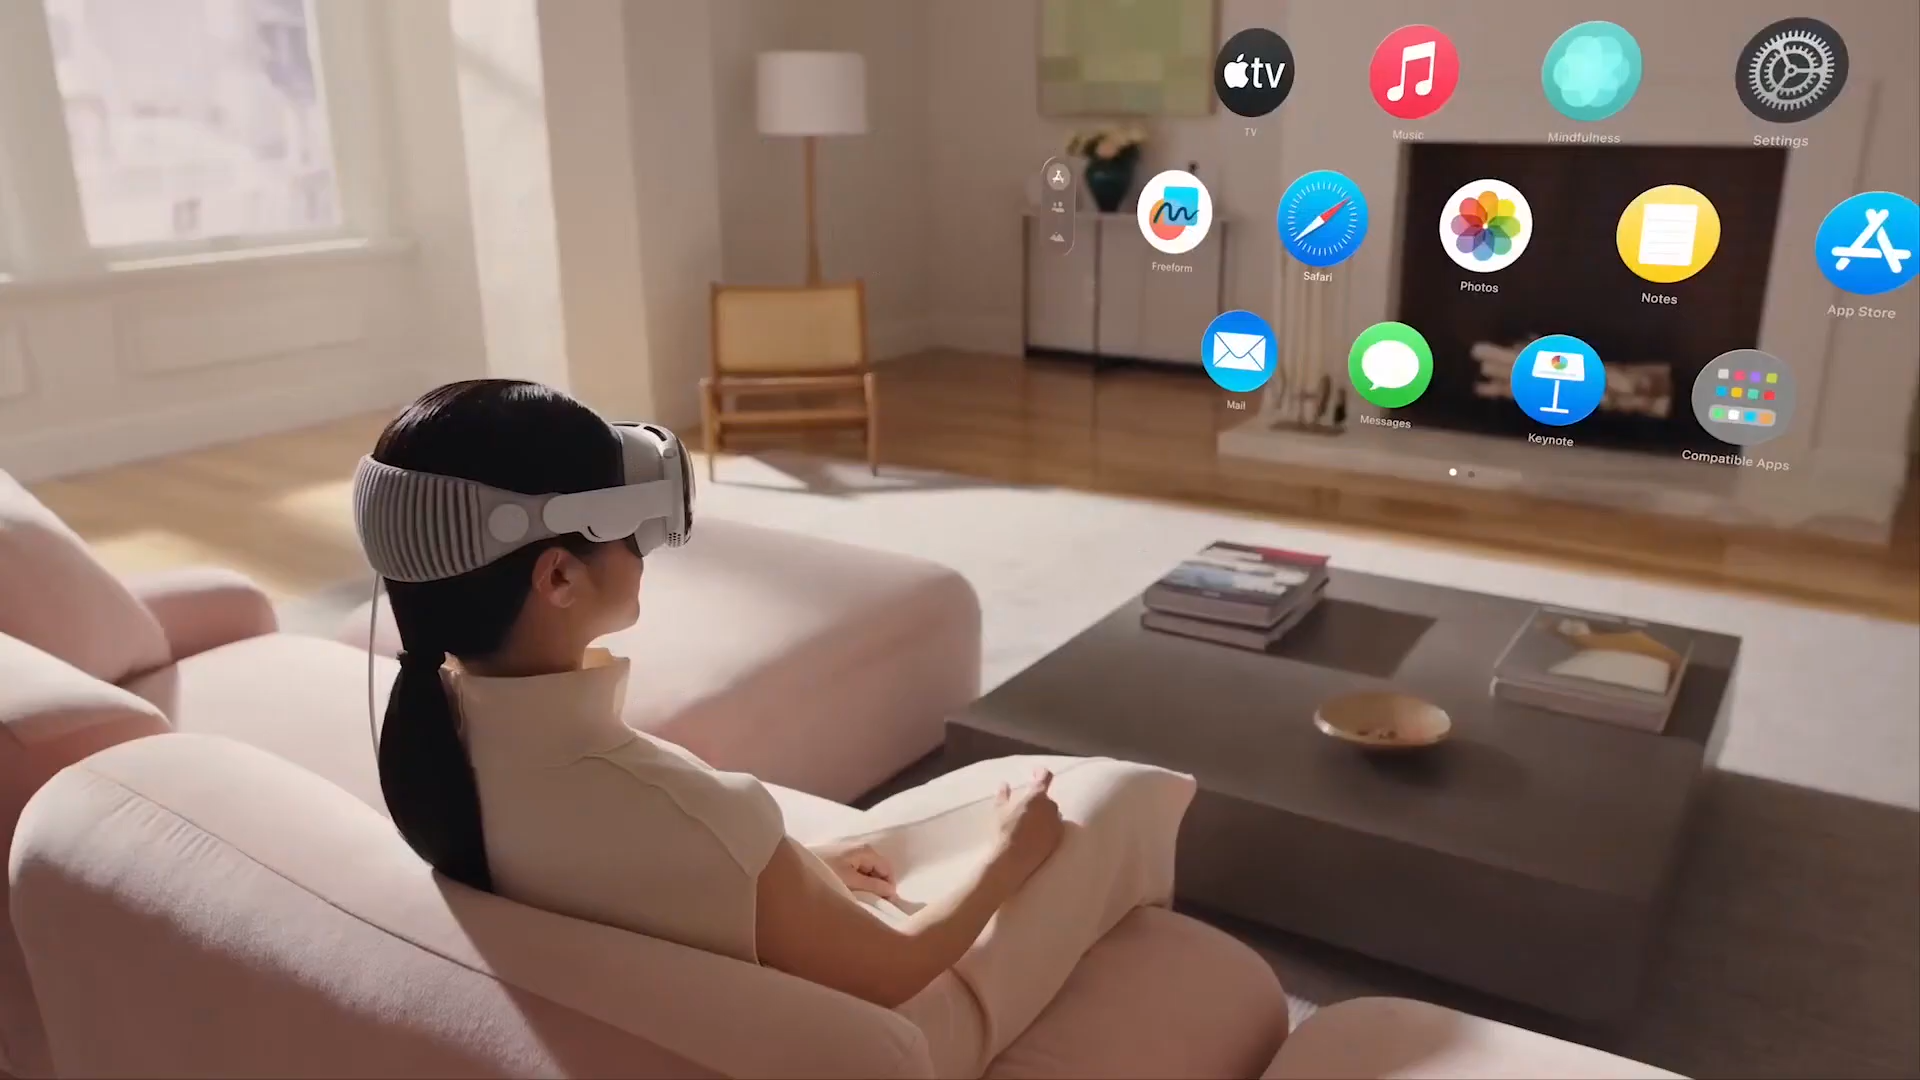 tv
TV
Music
Mindfulness
Settings
Freeform
Safari
Photos
Notes
App Store
Mail
Messages
Keynote
Compatible Apps